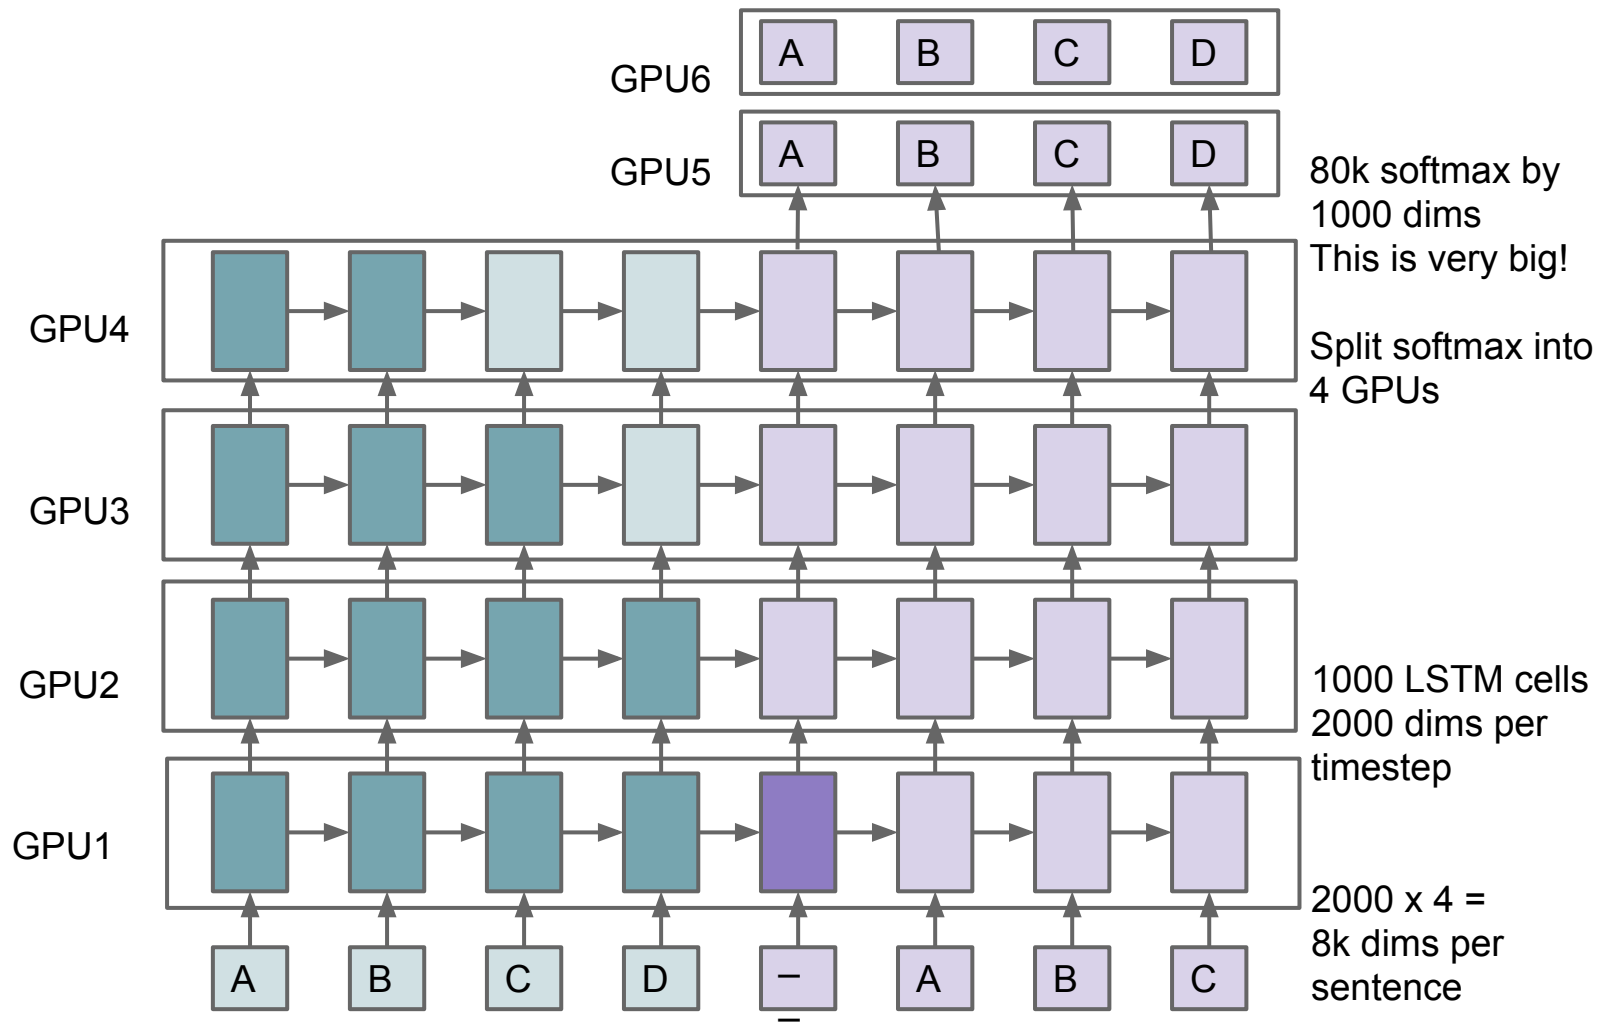 GPU6
A B C D
GPU5
A B C D
80k softmax by
1000 dims
This is very big!
GPU4
Split softmax into
4 GPUs
GPU3
GPU2
1000 LSTM cells
2000 dims per
timestep
GPU1
2000 x 4 =
8k dims per
sentence
A B C D _ A B C
_